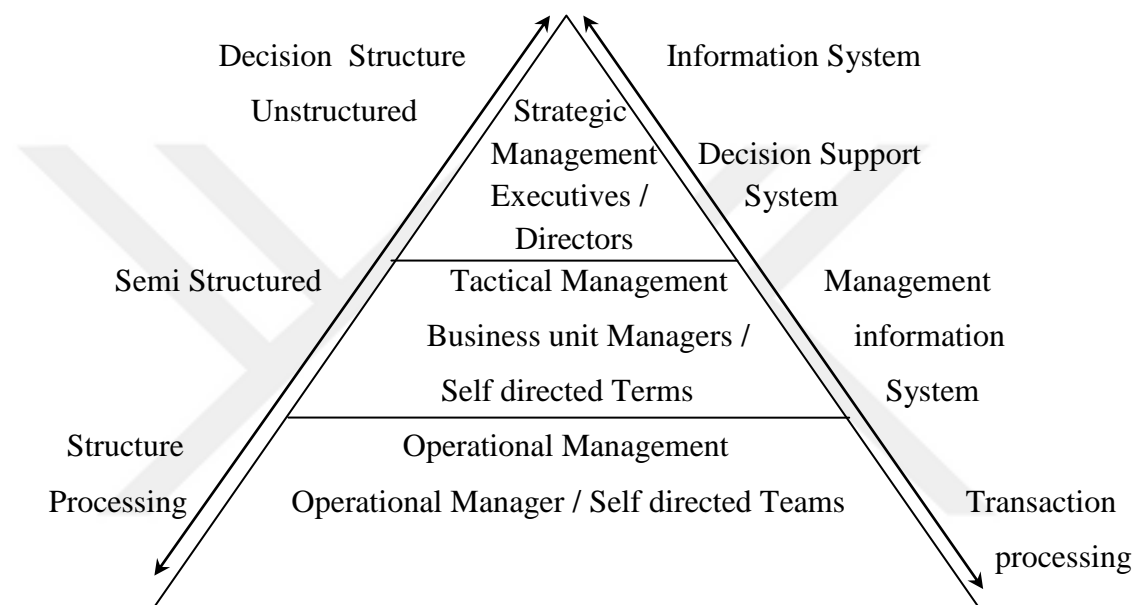 Decision Structure
Information System
Unstructured
Strategic
Management
Executives /
Directors
Decision Support
System
Semi Structured
Tactical Management
Business unit Managers /
Self directed Terms
Management
information
System
Structure
Processing
Operational Management
Operational Manager / Self directed Teams
Transaction
processing